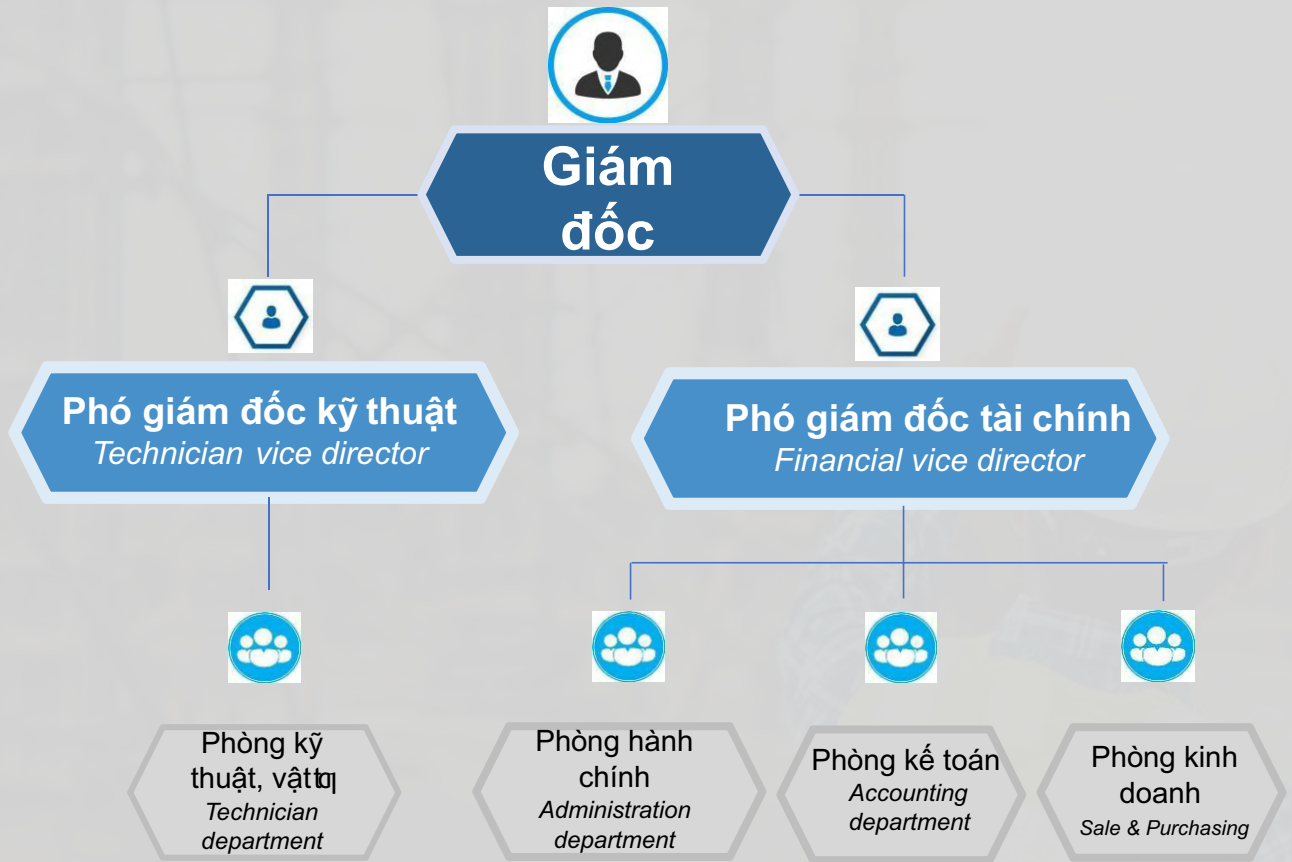 Giám
đốc
Phó giám đốc kỹ thuật
Technician vice director
Phó giám đốc tài chính
Financial vice director
Phòng kỹ
thuật, vật
Technician
department
Phòng hành
chính
Administration
department
Phòng kế toán
Accounting
department
Phòng kinh
doanh
Sale & Purchasing